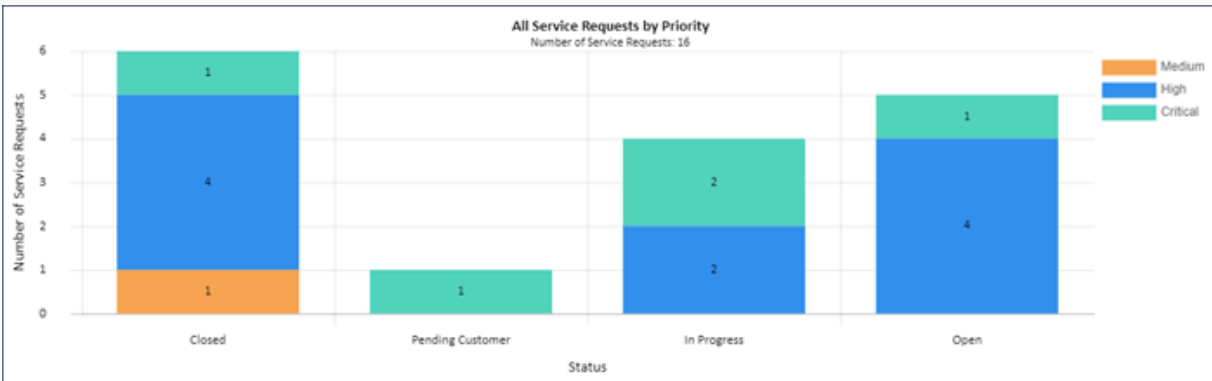 All Service Requests by Priority
Number of Service Requests: 16
Number of Service Requests
6
5
4
3
2
1
0
1
4
1
1
2
2
1
4
Closed
Pending Customer
In Progress
Open
Status
Medium
High
Critical